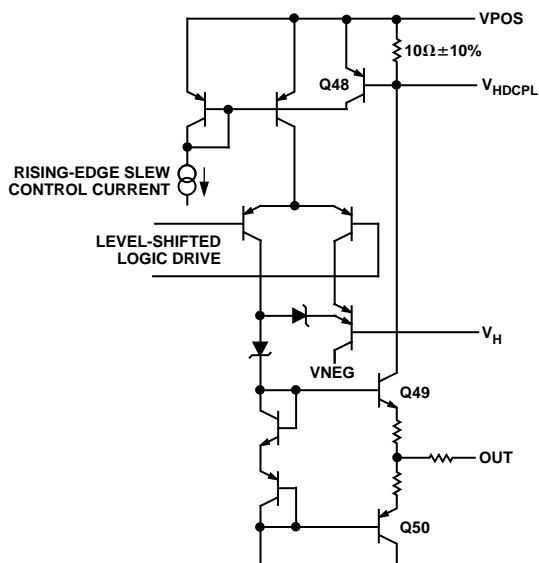 VPOS
10Ω±10%
Q48
VHDCPL
RISING-EDGE SLEW
CONTROL CURRENT
LEVEL-SHIFTED
LOGIC DRIVE
VH
VNEG
Q49
OUT
Q50